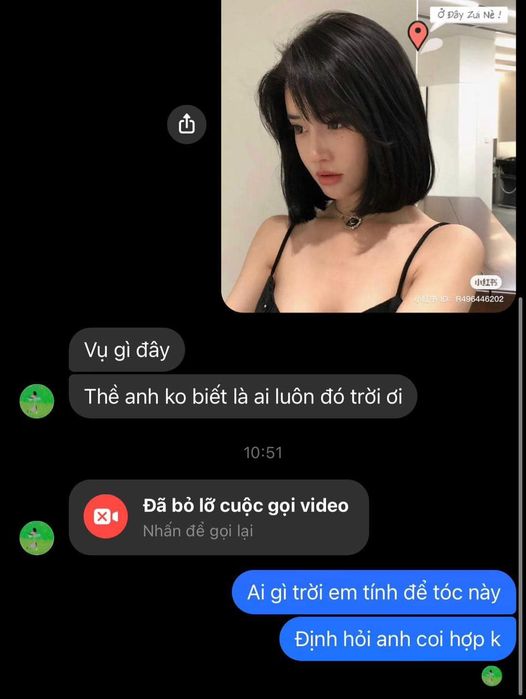 Ở Đây Zui Nè !
小红书
小红书 ID: R496446202
Vụ gì đây
Thề anh ko biết là ai luôn đó trời ơi
10:51
Đã bỏ lỡ cuộc gọi video
Nhấn để gọi lại
Ai gì trời em tính để tóc này
Định hỏi anh coi hợp k